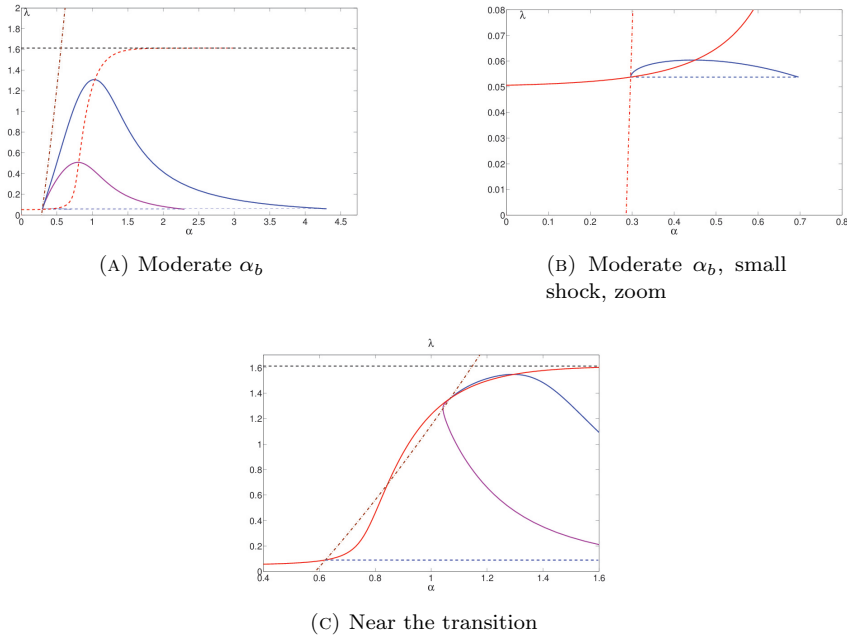 λ
2
1.8
1.6
1.4
1.2
1
0.8
0.6
0.4
0.2
0
0 0.5 1 1.5 2 2.5 3 3.5 4 4.5
α
(A) Moderate α_b
λ
0.08
0.07
0.06
0.05
0.04
0.03
0.02
0.01
0
0 0.1 0.2 0.3 0.4 0.5 0.6 0.7 0.8
α
(B) Moderate α_b, small
shock, zoom
λ
1.6
1.4
1.2
1
0.8
0.6
0.4
0.2
0
0.4 0.6 0.8 1 1.2 1.4 1.6
α
(C) Near the transition